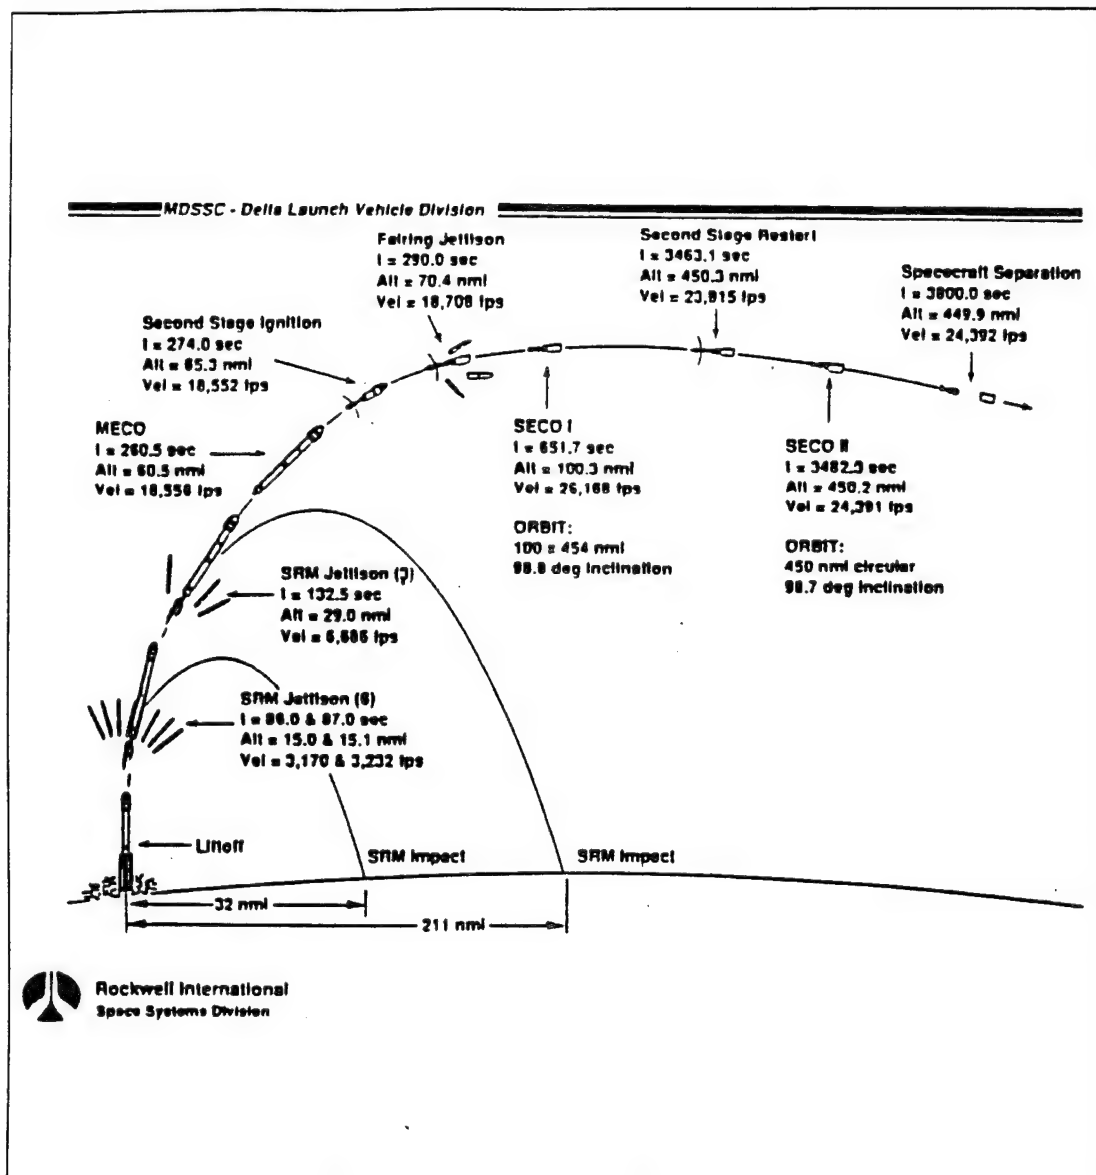 MDSSC - Delta Launch Vehicle Division
Fairing Jettison
t = 290.0 sec
Alt = 70.4 nmi
Vel = 18,708 fps
Second Stage Restart
t = 3463.1 sec
Alt = 450.3 nmi
Vel = 23,815 fps
Spacecraft Separation
t = 3800.0 sec
Alt = 449.9 nmi
Vel = 24,392 fps
Second Stage Ignition
t = 274.0 sec
Alt = 65.3 nmi
Vel = 18,552 fps
MECO
t = 260.5 sec
Alt = 60.5 nmi
Vel = 18,556 fps
SECO I
t = 651.7 sec
Alt = 100.3 nmi
Vel = 26,168 fps
ORBIT:
100 x 454 nmi
98.8 deg inclination
SECO II
t = 3482.3 sec
Alt = 450.2 nmi
Vel = 24,391 fps
ORBIT:
450 nmi circular
98.7 deg inclination
SRM Jettison (3)
t = 132.5 sec
Alt = 29.0 nmi
Vel = 6,686 fps
SRM Jettison (6)
t = 86.0 & 87.0 sec
Alt = 15.0 & 15.1 nmi
Vel = 3,170 & 3,232 fps
Liftoff
SRM Impact
SRM Impact
32 nmi
211 nmi
Rockwell International
Space Systems Division